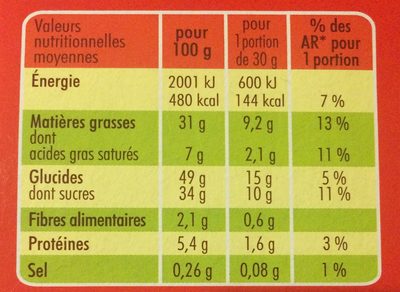 Valeurs nutritionnelles moyennes pour 100 g pour 1 portion de 30 g % des AR* pour 1 portion
Énergie 2001 kJ 600 kJ
480 kcal 144 kcal 7 %
Matières grasses 31 g 9,2 g 13 %
dont
acides gras saturés 7 g 2,1 g 11 %
Glucides 49 g 15 g 5 %
dont sucres 34 g 10 g 11 %
Fibres alimentaires 2,1 g 0,6 g
Protéines 5,4 g 1,6 g 3 %
Sel 0,26 g 0,08 g 1 %